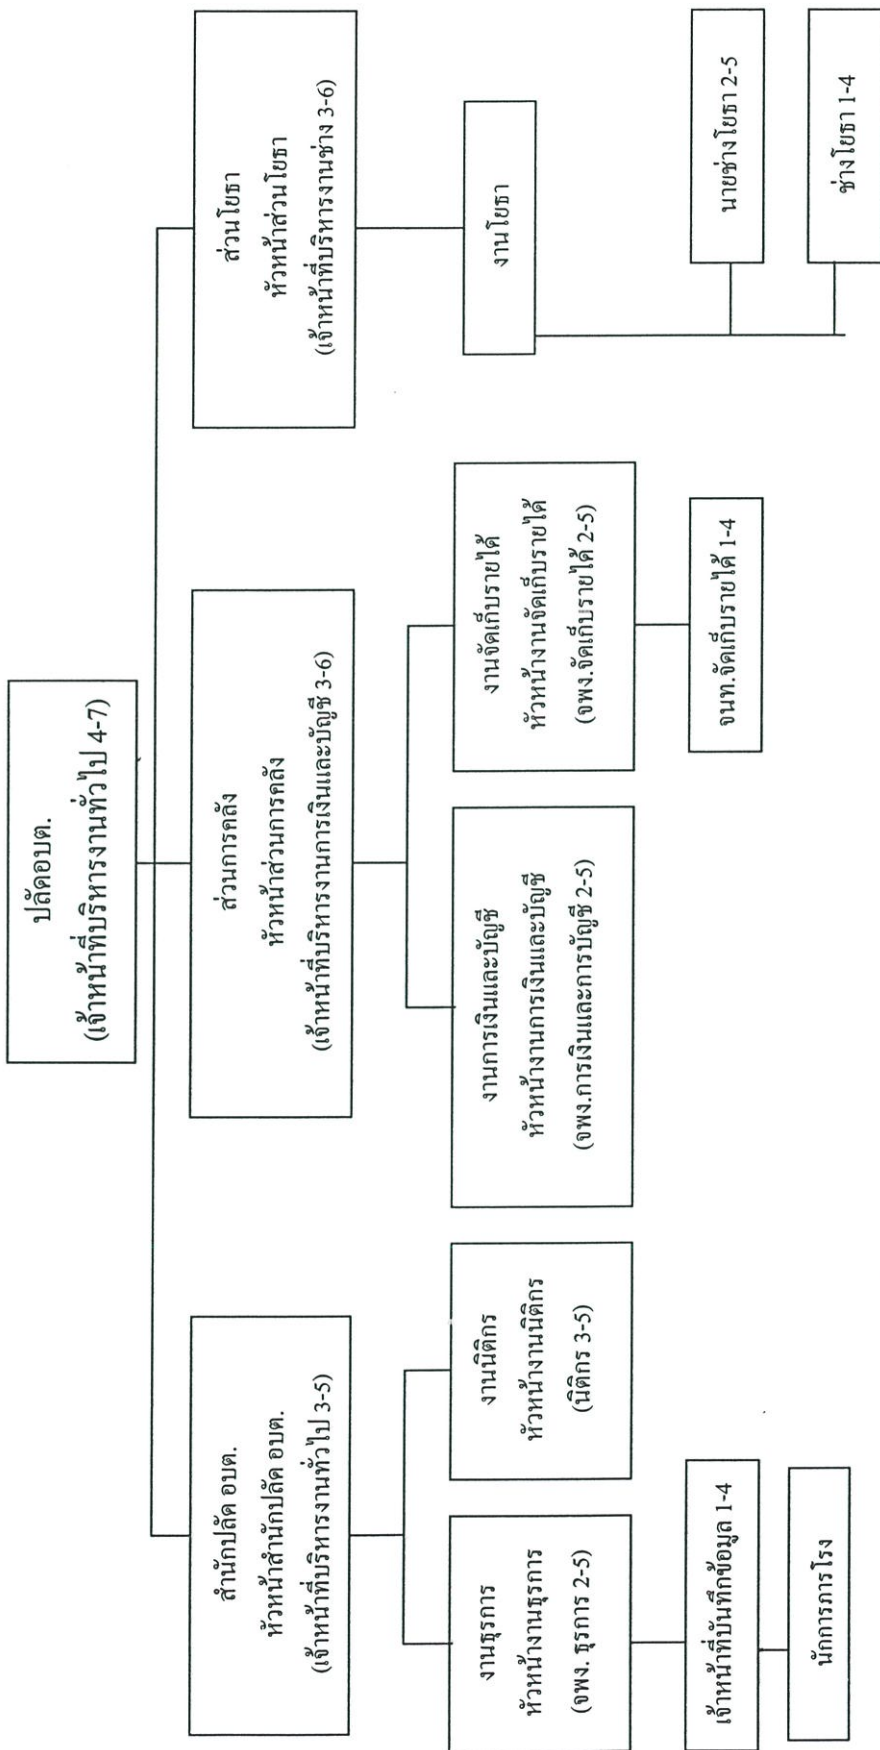 ปลัดอบต.
(เจ้าหน้าที่บริหารงานทั่วไป 4-7)
สำนักปลัด อบต.
หัวหน้าสำนักปลัด อบต.
(เจ้าหน้าที่บริหารงานทั่วไป 3-5)
ส่วนการคลัง
หัวหน้าส่วนการคลัง
(เจ้าหน้าที่บริหารงานการเงินและบัญชี 3-6)
ส่วนโยธา
หัวหน้าส่วนโยธา
(เจ้าหน้าที่บริหารงานช่าง 3-6)
งานธุรการ
หัวหน้างานธุรการ
(จพง. ธุรการ 2-5)
งานนิติกร
หัวหน้างานนิติกร
(นิติกร 3-5)
งานการเงินและบัญชี
หัวหน้างานการเงินและบัญชี
(จพง.การเงินและการบัญชี 2-5)
งานจัดเก็บรายได้
หัวหน้างานจัดเก็บรายได้
(จพง.จัดเก็บรายได้ 2-5)
งานโยธา
เจ้าหน้าที่บันทึกข้อมูล 1-4
นักการภารโรง
จนท.จัดเก็บรายได้ 1-4
นายช่างโยธา 2-5
ช่างโยธา 1-4